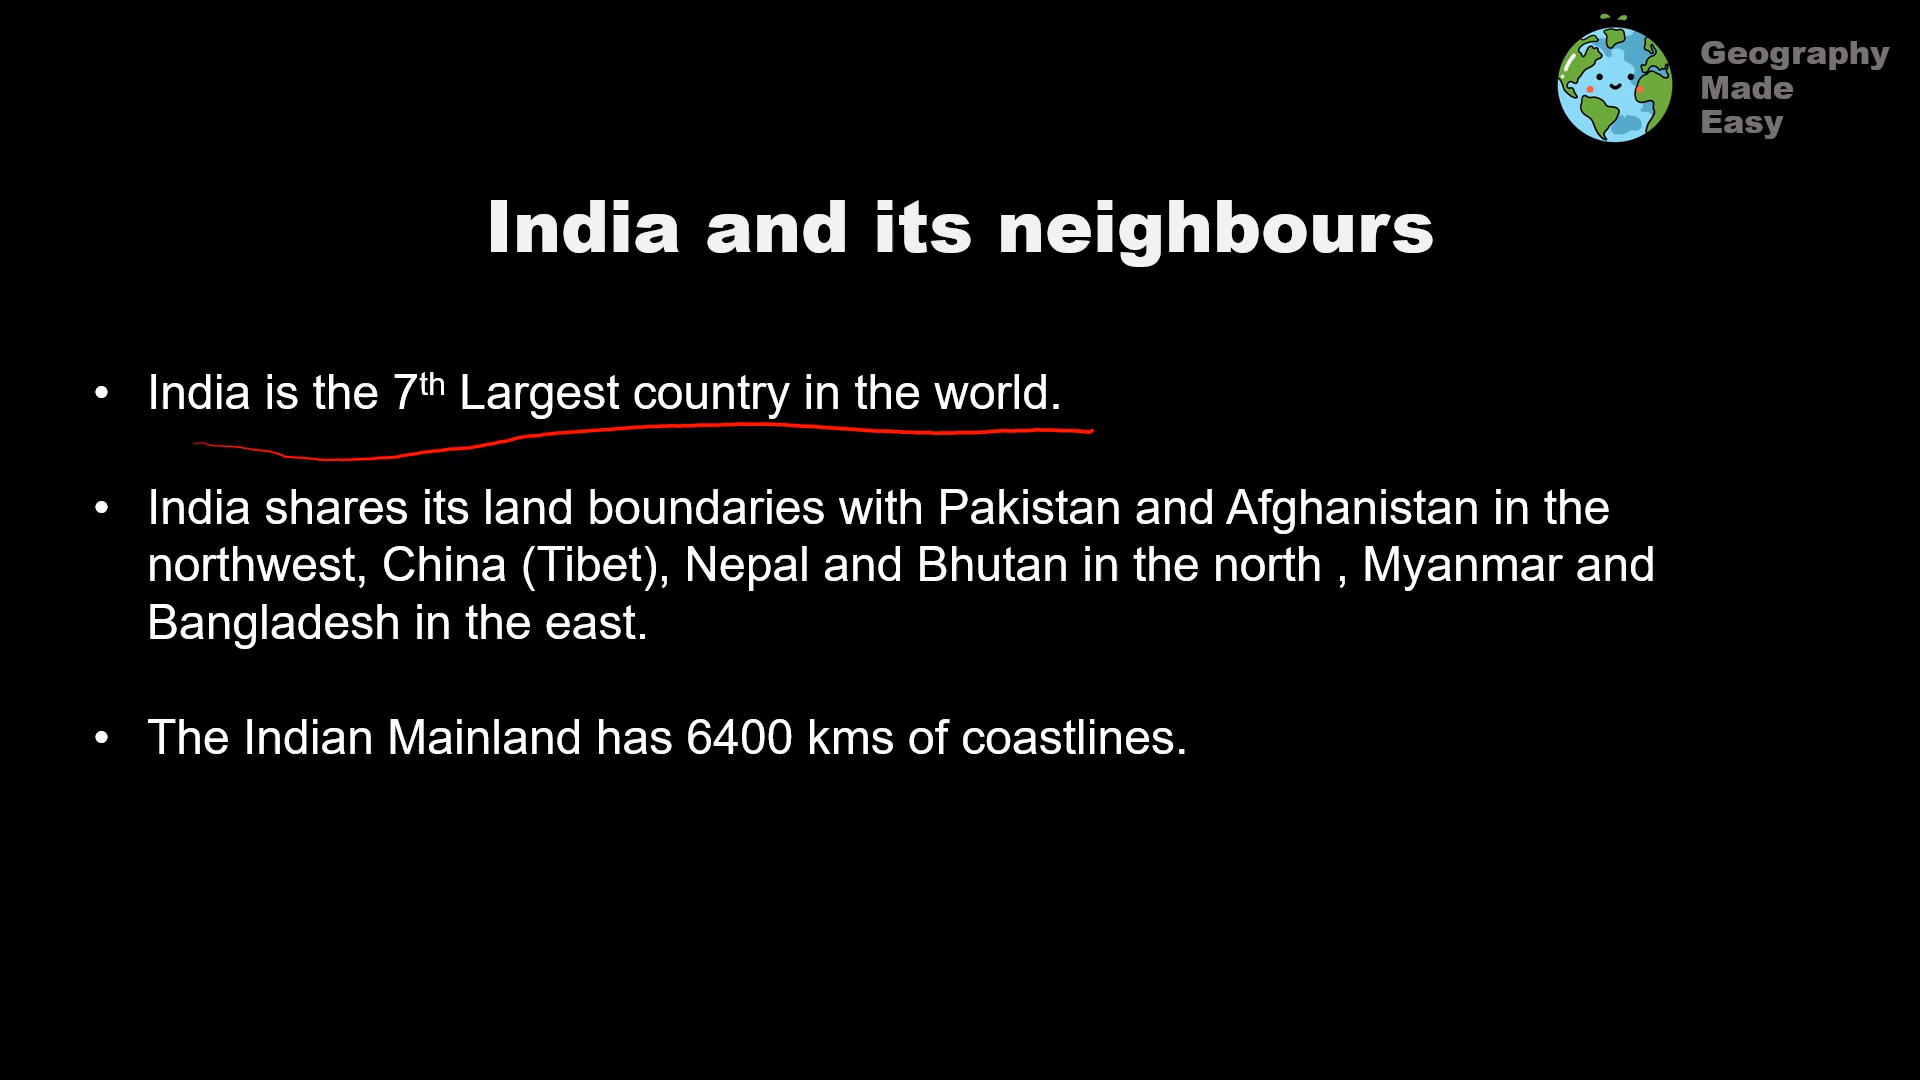 Geography
Made
Easy
India and its neighbours
• India is the 7th Largest country in the world.
• India shares its land boundaries with Pakistan and Afghanistan in the
northwest, China (Tibet), Nepal and Bhutan in the north , Myanmar and
Bangladesh in the east.
• The Indian Mainland has 6400 kms of coastlines.